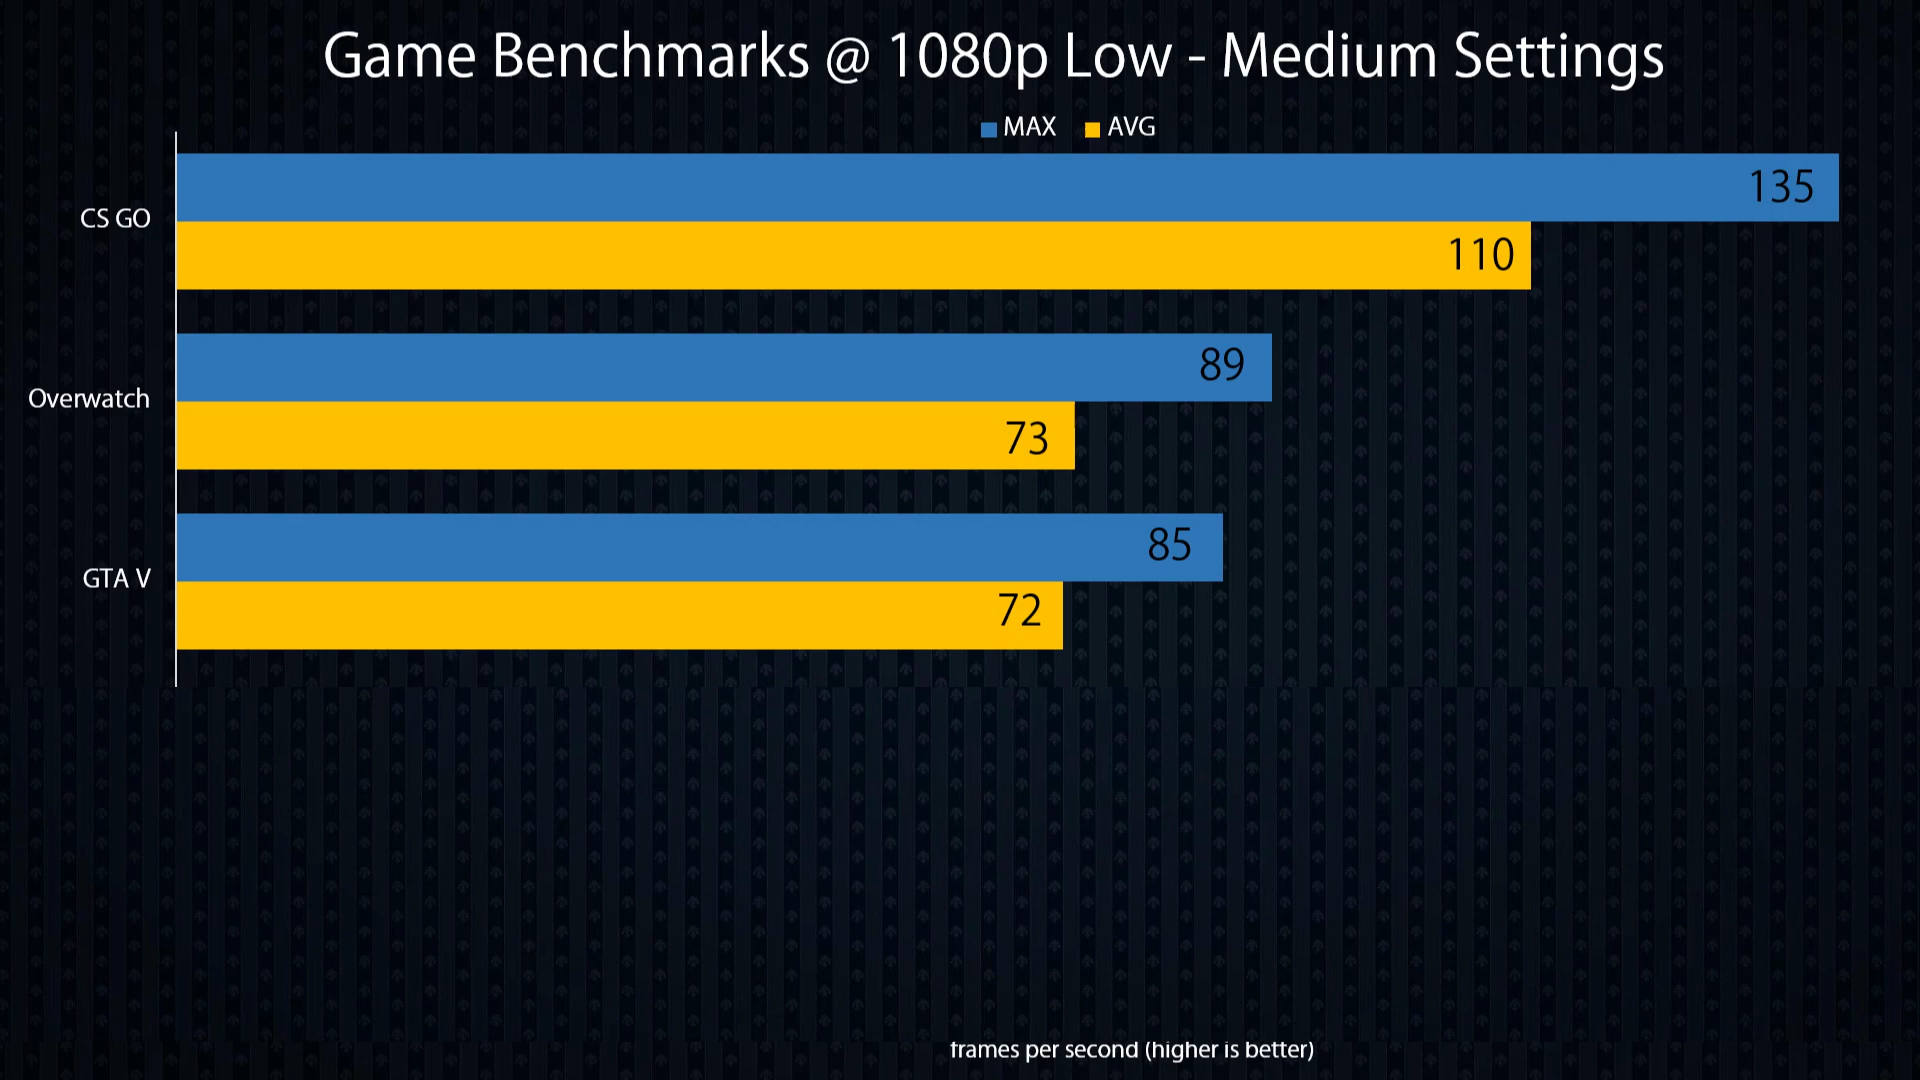 Game Benchmarks @ 1080p Low - Medium Settings
MAX AVG
135
CS GO
110
89
Overwatch
73
85
GTA V
72
frames per second (higher is better)